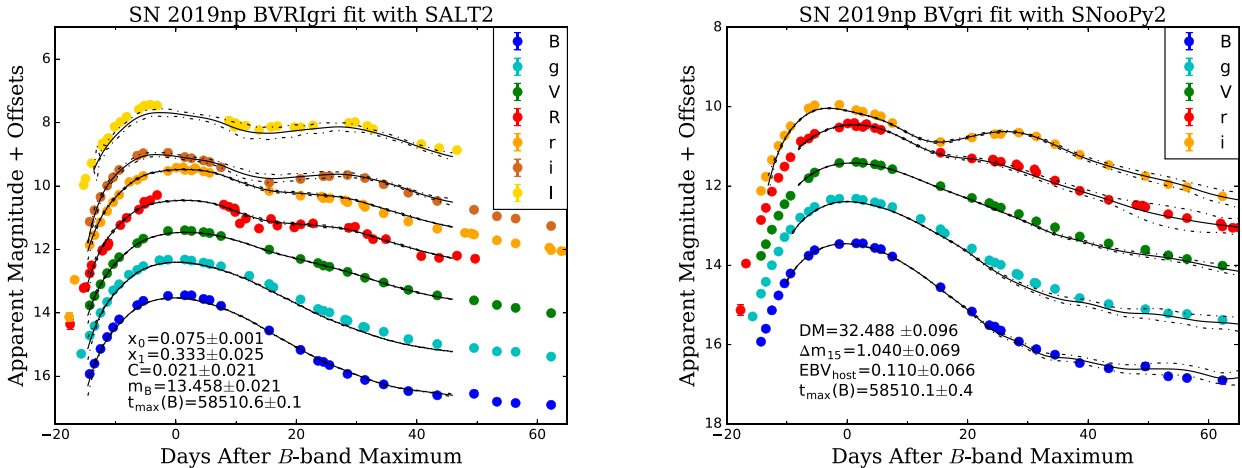 SN 2019np BVRIgri fit with SALT2
Apparent Magnitude + Offsets
6
8
10
12
14
16
B
g
V
R
r
i
I
x₀=0.075±0.001
x₁=0.333±0.025
C=0.021±0.021
m_B=13.458±0.021
t_max(B)=58510.6±0.1
−20
0
20
40
60
Days After B-band Maximum
SN 2019np BVgri fit with SNooPy2
Apparent Magnitude + Offsets
8
10
12
14
16
18
B
g
V
r
i
DM=32.488 ±0.096
Δm₁₅=1.040±0.069
EBV_host=0.110±0.066
t_max(B)=58510.1±0.4
−20
0
20
40
60
Days After B-band Maximum